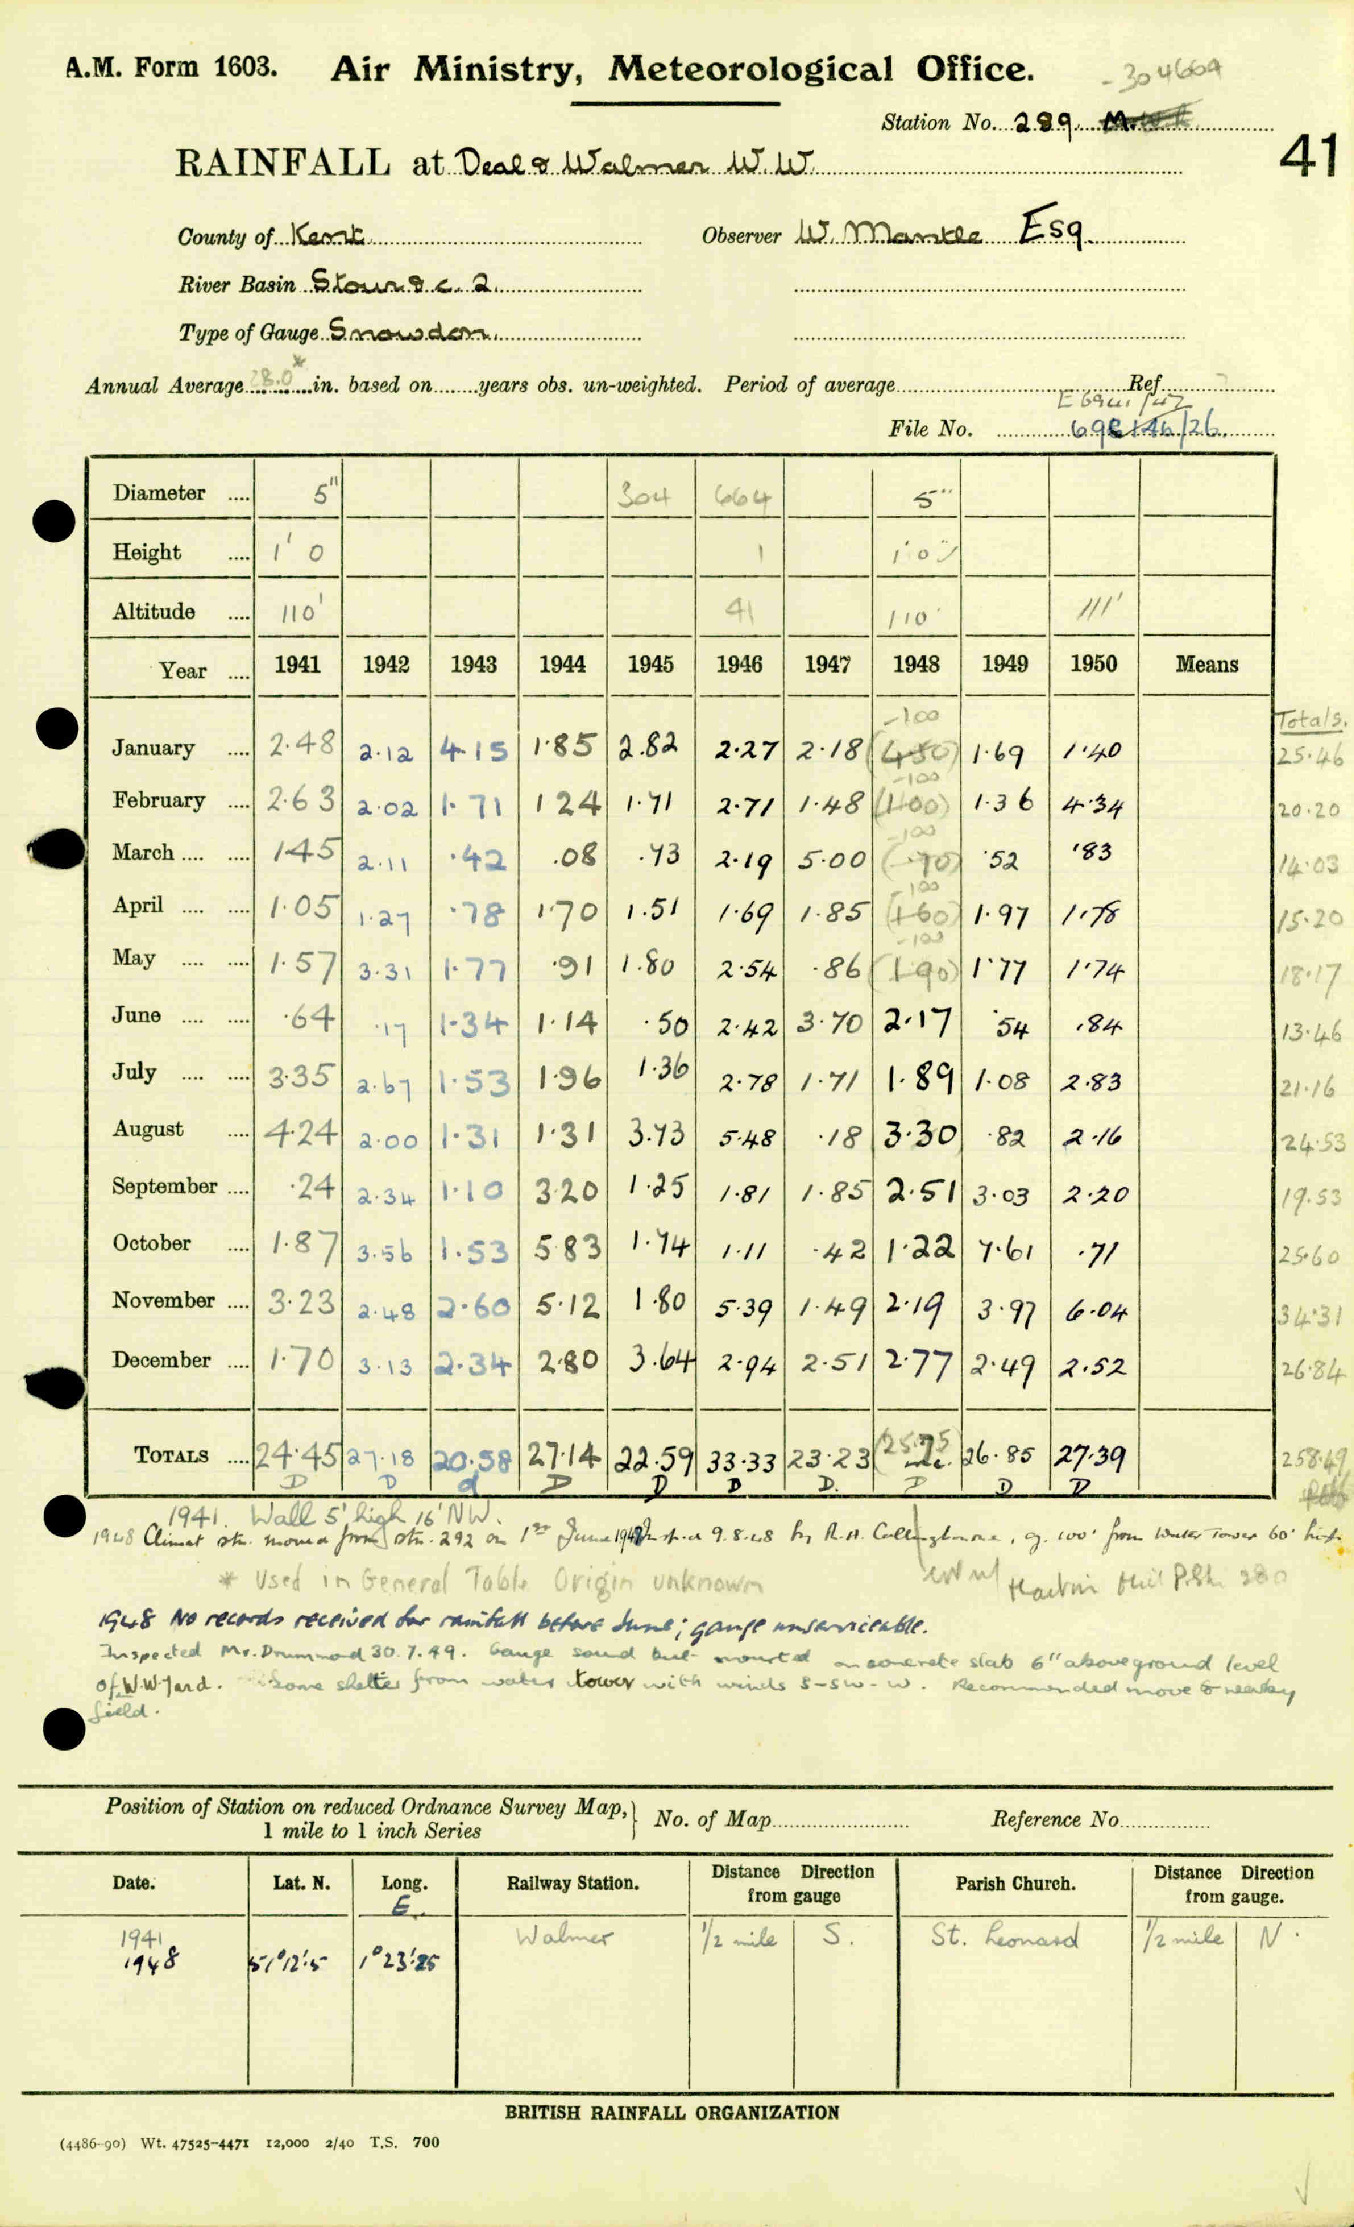 A.M. Form 1603. Air Ministry, Meteorological Office. -304664
Station No. 289
RAINFALL at Deal & Walmer W.W. 41
County of Kent Observer W. Mantle Esq.
River Basin Stour & c. 2.
Type of Gauge Snowdon.
Annual Average 28.0* in. based on years obs. un-weighted. Period of average Ref.
File No.
Diameter .... 5" 304 664 5"
Height .... 1' 0 1 1' 0"
Altitude .... 110' 41 110' 111'
Year .... 1941 1942 1943 1944 1945 1946 1947 1948 1949 1950 Means
Totals.
-100
January .... 2.48 2.12 4.15 1.85 2.82 2.27 2.18 (4.50) 1.69 1.40 25.46
-100
February .... 2.63 2.02 1.71 1 24 1.71 2.71 1.48 (1.00) 1.36 4.34 20.20
-100
March .... .... 1.45 2.11 .42 .08 .73 2.19 5.00 (.70) .52 .83 14.03
-100
April .... .... 1.05 1.27 .78 1.70 1.51 1.69 1.85 (1.60) 1.97 1.78 15.20
-100
May .... .... 1.57 3.31 1.77 .91 1.80 2.54 .86 (1.90) 1.77 1.74 18.17
June .... .... .64 .17 1.34 1.14 .50 2.42 3.70 2.17 .54 .84 13.46
July .... .... 3.35 2.67 1.53 1.96 1.36 2.78 1.71 1.89 1.08 2.83 21.16
August .... 4.24 2.00 1.31 1.31 3.73 5.48 .18 3.30 .82 2.16 24.53
September .... .24 2.34 1.10 3.20 1.25 1.81 1.85 2.51 3.03 2.20 19.53
October .... 1.87 3.56 1.53 5.83 1.74 1.11 .42 1.22 7.61 .71 25.60
November .... 3.23 2.48 2.60 5.12 1.80 5.39 1.49 2.19 3.97 6.04 34.31
December .... 1.70 3.13 2.34 2.80 3.64 2.94 2.51 2.77 2.49 2.52 26.84
TOTALS .... 24.45 27.18 20.58 27.14 22.59 33.33 23.23 (25.75) 26.85 27.39 258.49
D D d D D D D. D D D
1941. Wall 5' high 16' NW.
1948 Climat stn. moved from stn. 292 on 1st June 1948 9.8.48 by R.H. Collingbourne, g. 100' from Water Tower 60' high
* Used in General Table Origin unknown
1948 No records received for rainfall before June; gauge unserviceable.
Inspected Mr. Drummond 30.7.49. Gauge sound but mounted on concrete slab 6" above ground level
of W.W. yard. Some shelter from water tower with winds S-SW-W. Recommended move to nearby
field.
Position of Station on reduced Ordnance Survey Map, 1 mile to 1 inch Series No. of Map Reference No.
Date. Lat. N. Long. E. Railway Station. Distance Direction from gauge Parish Church. Distance Direction from gauge.
1941 Walmer 1/2 mile S. St. Leonard 1/2 mile N.
1948 51°12'.5 1°23'.25
BRITISH RAINFALL ORGANIZATION
(4486-90) Wt. 47525-4471 12,000 2/40 T.S. 700